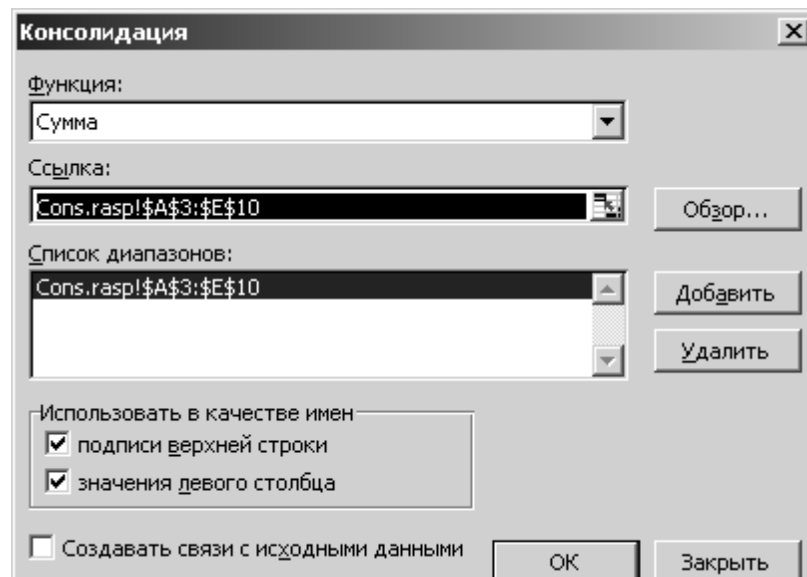 Консолидация
Функция:
Сумма
Ссылка:
Cons.rasp!$A$3:$E$10
Обзор...
Список диапазонов:
Cons.rasp!$A$3:$E$10
Добавить
Удалить
Использовать в качестве имен
подписи верхней строки
значения левого столбца
Создавать связи с исходными данными
ОК
Закрыть